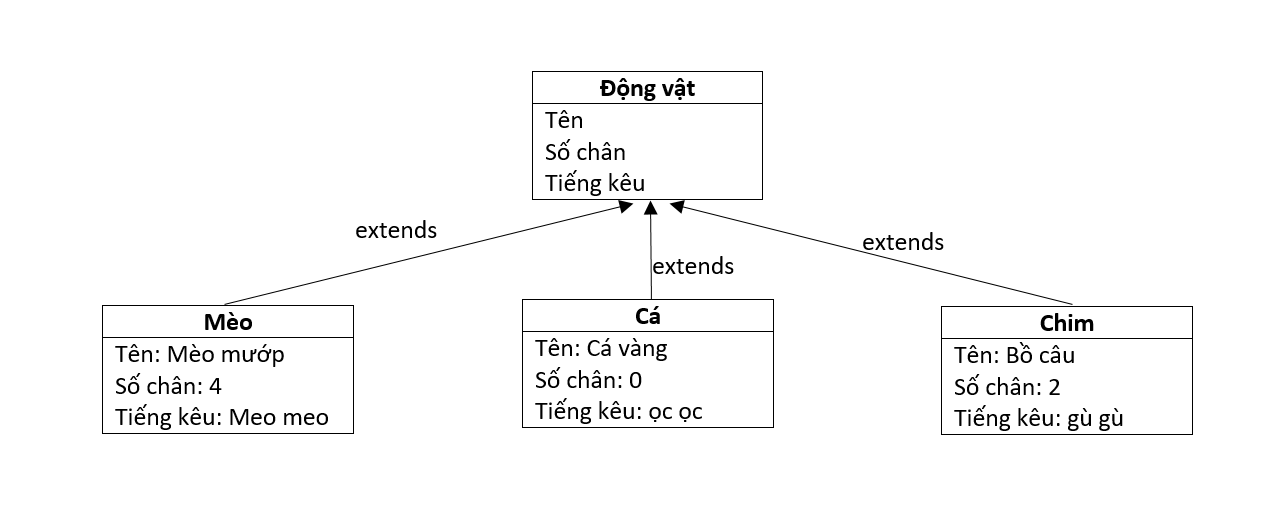 Động vật
Tên
Số chân
Tiếng kêu
extends
extends
extends
Mèo
Tên: Mèo mướp
Số chân: 4
Tiếng kêu: Meo meo
Cá
Tên: Cá vàng
Số chân: 0
Tiếng kêu: ọc ọc
Chim
Tên: Bồ câu
Số chân: 2
Tiếng kêu: gù gù